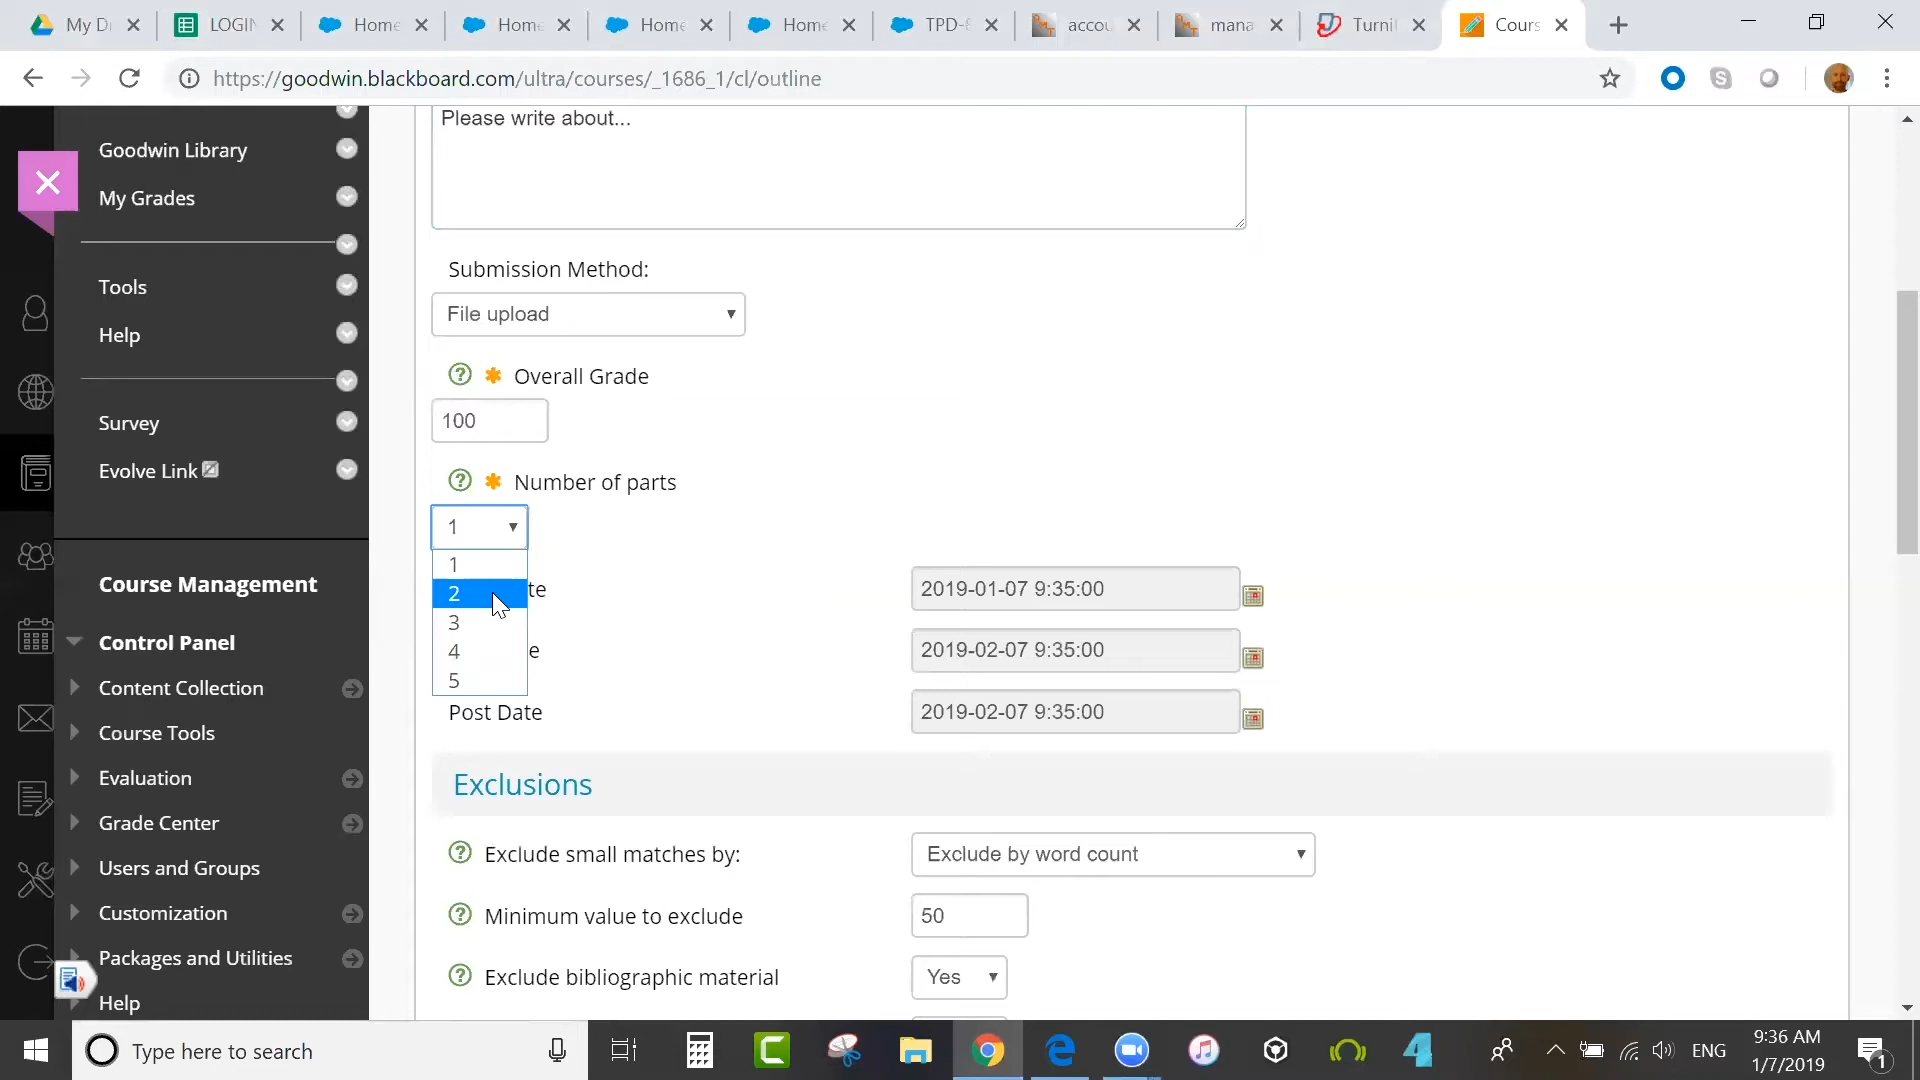 My Di
LOGIN
Home
Home
Home
Home
TPD-8
accou
mana
Turnit
Cours
https://goodwin.blackboard.com/ultra/courses/_1686_1/cl/outline
Please write about...
Goodwin Library
My Grades
Submission Method:
Tools
File upload
Help
Overall Grade
100
Survey
Evolve Link
Number of parts
1
1
2
3
4
5
te
2019-01-07 9:35:00
e
2019-02-07 9:35:00
Post Date
2019-02-07 9:35:00
Course Management
Control Panel
Content Collection
Course Tools
Evaluation
Grade Center
Users and Groups
Customization
Packages and Utilities
Help
Exclusions
Exclude small matches by:
Exclude by word count
Minimum value to exclude
50
Exclude bibliographic material
Yes
Type here to search
ENG
9:36 AM
1/7/2019
1